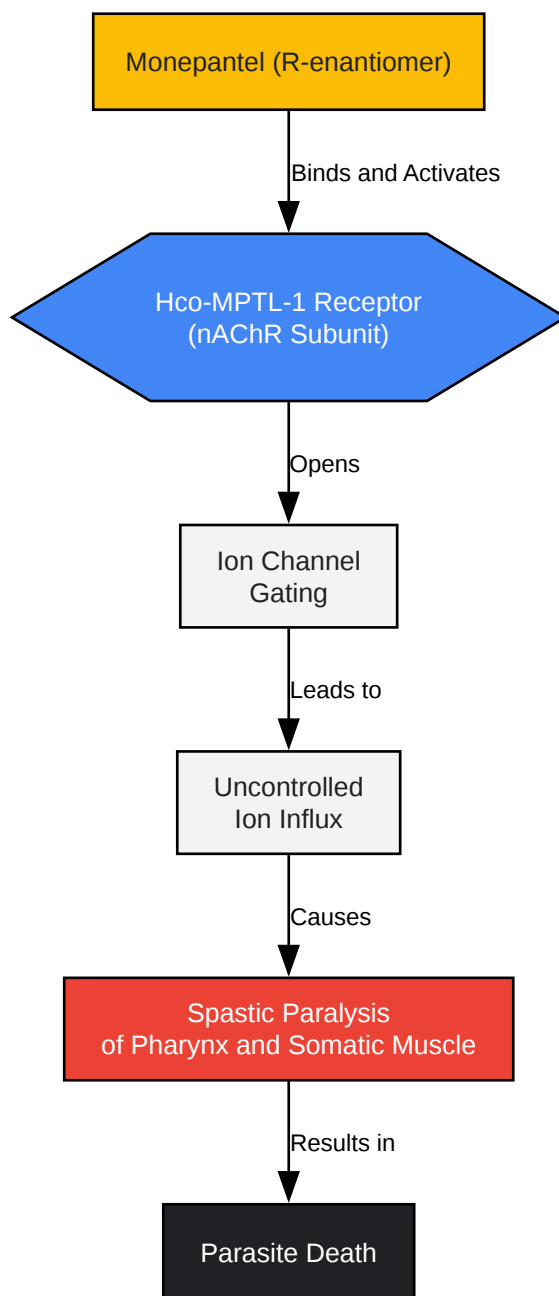 Monepantel (R-enantiomer)
Binds and Activates
Hco-MPTL-1 Receptor
(nAChR Subunit)
Opens
Ion Channel
Gating
Leads to
Uncontrolled
Ion Influx
Causes
Spastic Paralysis
of Pharynx and Somatic Muscle
Results in
Parasite Death